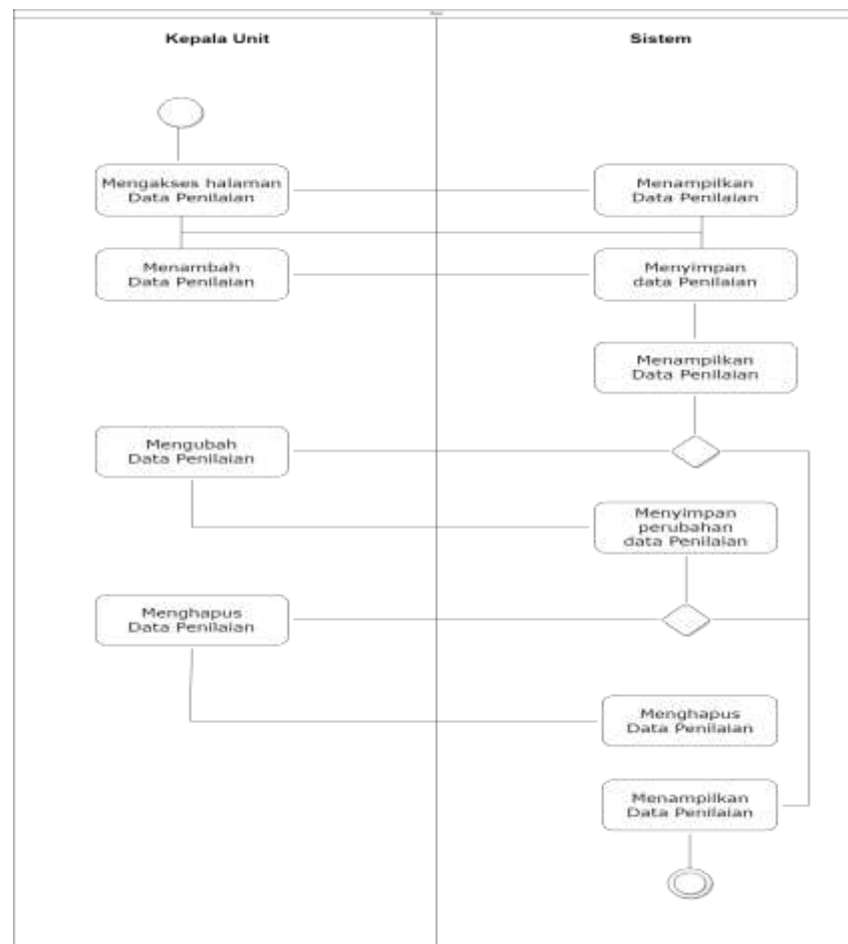 Kepala Unit
Sistem
Mengakses halaman
Data Penilaian
Menampilkan
Data Penilaian
Menambah
Data Penilaian
Menyimpan
data Penilaian
Menampilkan
Data Penilaian
Mengubah
Data Penilaian
Menyimpan
perubahan
data Penilaian
Menghapus
Data Penilaian
Menghapus
Data Penilaian
Menampilkan
Data Penilaian